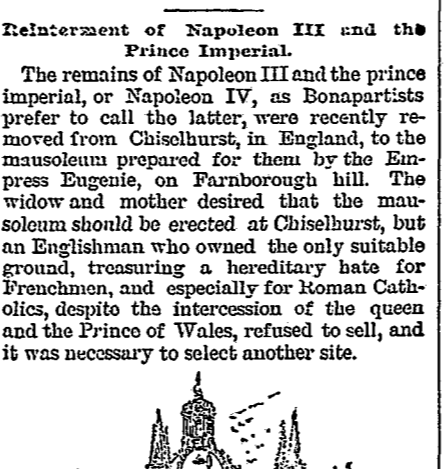 Reinterment of Napoleon III and the
Prince Imperial.
The remains of Napoleon III and the prince
imperial, or Napoleon IV, as Bonapartists
prefer to call the latter, were recently re-
moved from Chiselhurst, in England, to the
mausoleum prepared for them by the Em-
press Eugenie, on Farnborough hill. The
widow and mother desired that the mau-
soleum should be erected at Chiselhurst, but
an Englishman who owned the only suitable
ground, treasuring a hereditary hate for
Frenchmen, and especially for Roman Cath-
olics, despite the intercession of the queen
and the Prince of Wales, refused to sell, and
it was necessary to select another site.